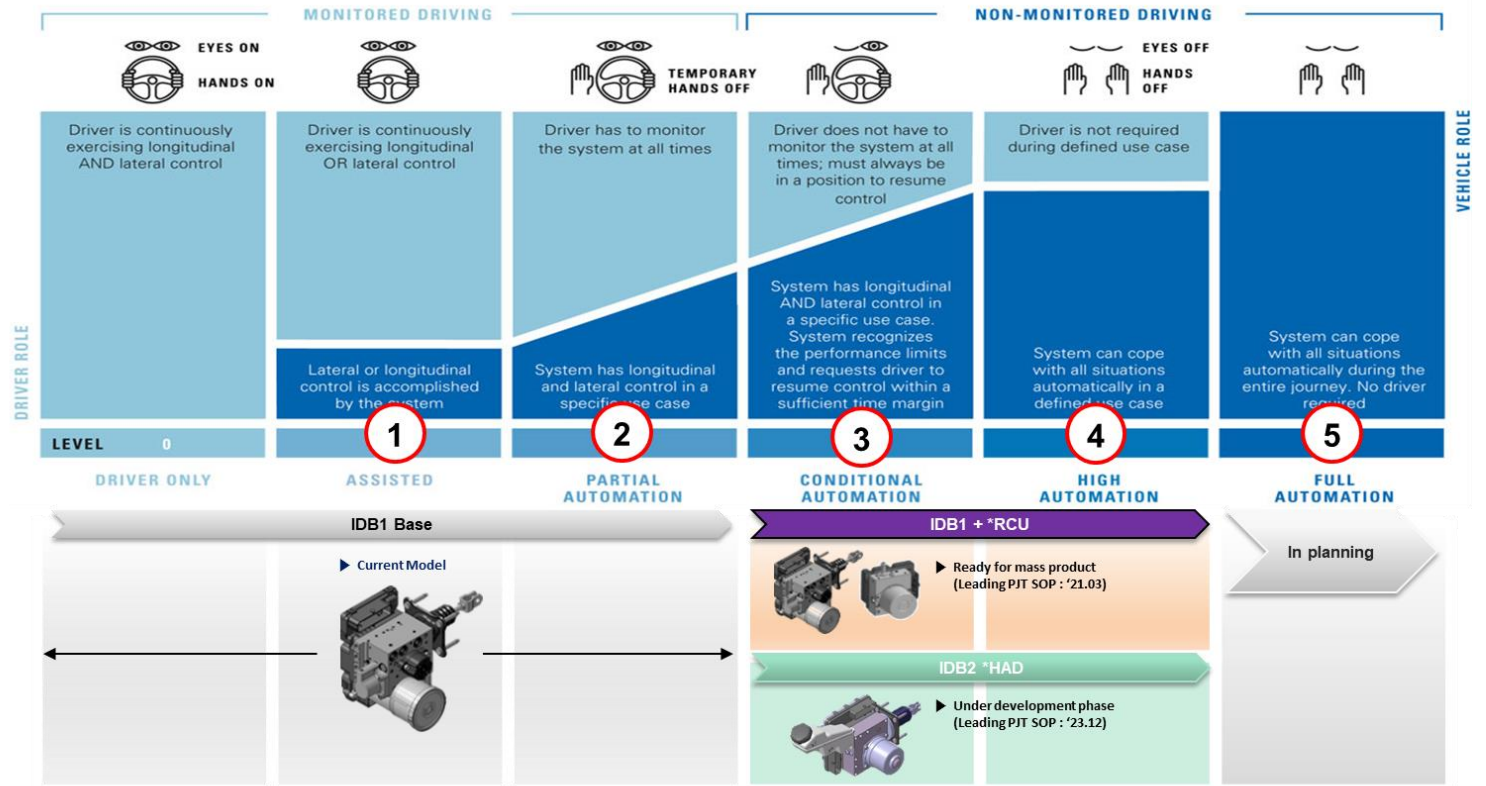 MONITORED DRIVING
NON-MONITORED DRIVING
EYES ON
HANDS ON
TEMPORARY
HANDS OFF
EYES OFF
HANDS
OFF
Driver is continuously
exercising longitudinal
AND lateral control
Driver is continuously
exercising longitudinal
OR lateral control
Driver has to monitor
the system at all times
Driver does not have to
monitor the system at all
times; must always be
in a position to resume
control
Driver is not required
during defined use case
VEHICLE ROLE
DRIVER ROLE
Lateral or longitudinal
control is accomplished
by the system
System has longitudinal
and lateral control in a
specific use case
System has longitudinal
AND lateral control in
a specific use case.
System recognizes
the performance limits
and requests driver to
resume control within a
sufficient time margin
System can cope
with all situations
automatically in a
defined use case
System can cope
with all situations
automatically during the
entire journey. No driver
required
LEVEL 0
1
2
3
4
5
DRIVER ONLY
ASSISTED
PARTIAL
AUTOMATION
CONDITIONAL
AUTOMATION
HIGH
AUTOMATION
FULL
AUTOMATION
IDB1 Base
▶ Current Model
IDB1 + *RCU
▶ Ready for mass product
(Leading PJT SOP : ‘21.03)
In planning
IDB2 *HAD
▶ Under development phase
(Leading PJT SOP : ‘23.12)